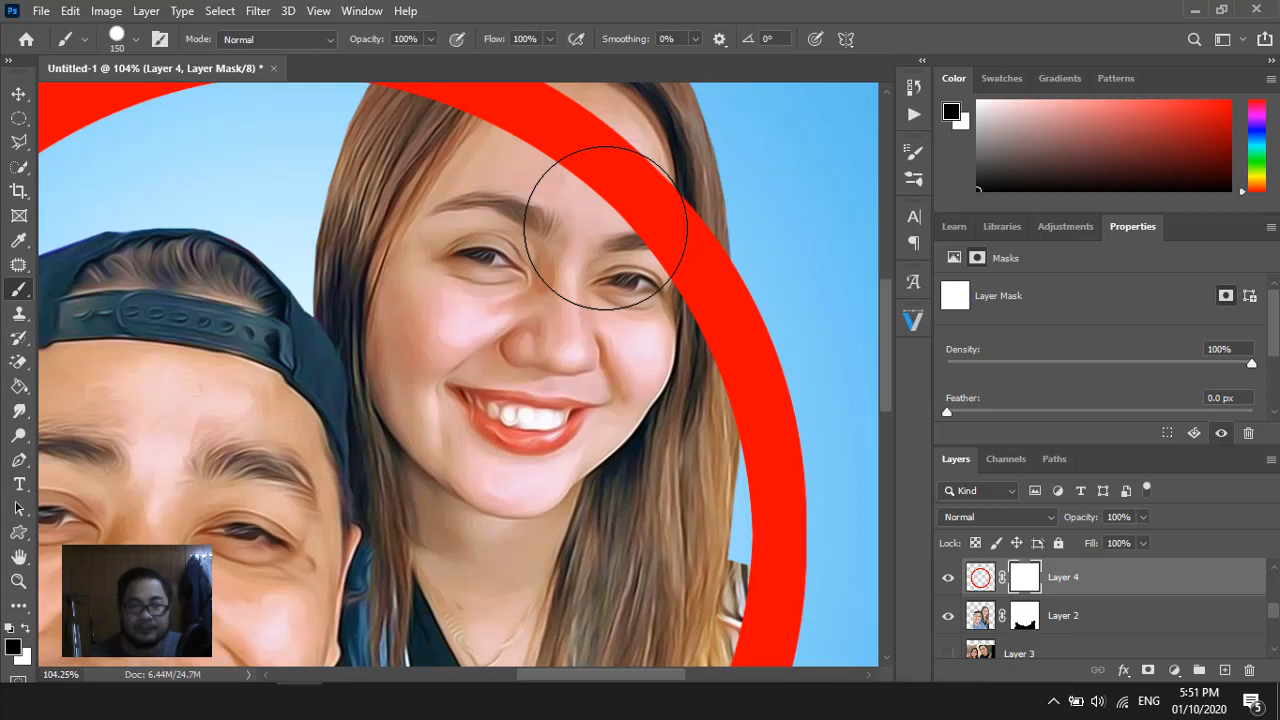 Ps File Edit Image Layer Type Select Filter 3D View Window Help
150 Mode: Normal Opacity: 100% Flow: 100% Smoothing: 0% 0°
Untitled-1 @ 104% (Layer 4, Layer Mask/8) * ×
Color Swatches Gradients Patterns
Learn Libraries Adjustments Properties
Masks
Layer Mask
Density: 100%
Feather: 0.0 px
Layers Channels Paths
Kind
Normal Opacity: 100%
Lock: Fill: 100%
Layer 4
Layer 2
Layer 3
fx
104.25% Doc: 6.44M/24.7M
ENG 5:51 PM
01/10/2020 5